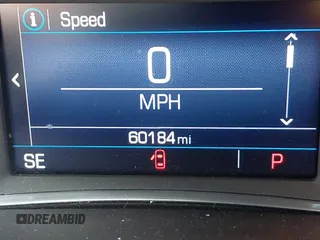 Speed
0
MPH
60184 mi
SE P
DREAMBID